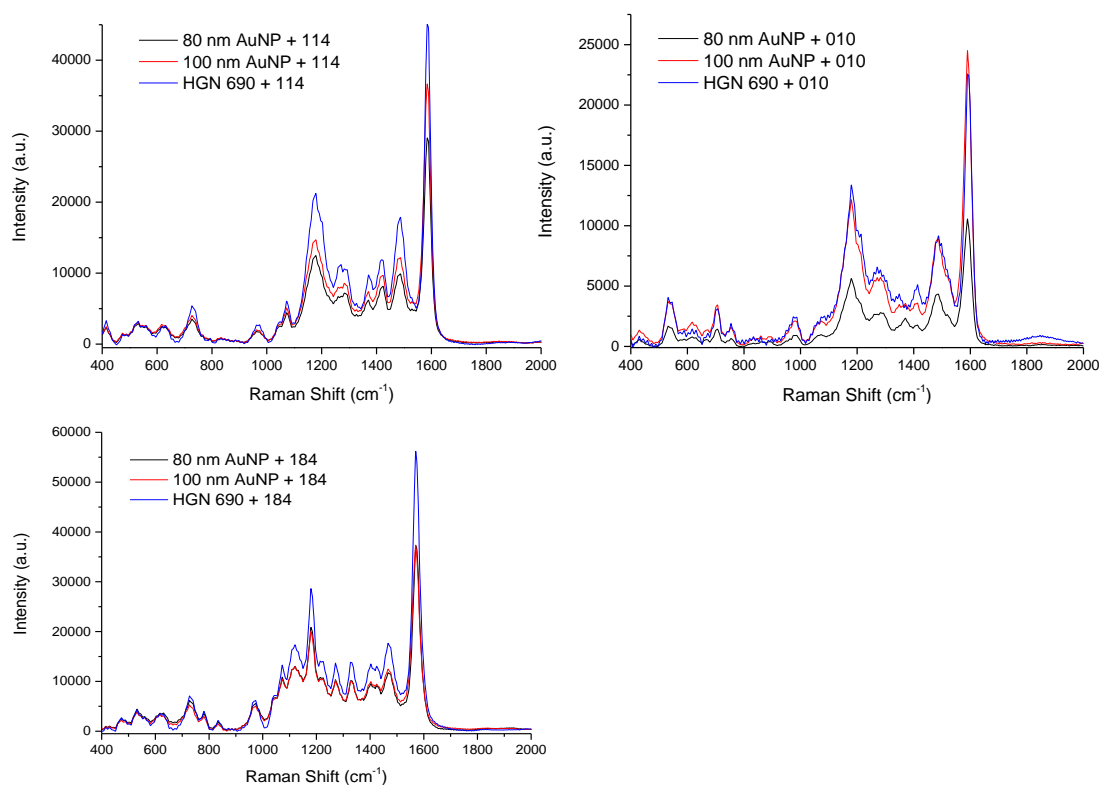 80 nm AuNP + 114
100 nm AuNP + 114
HGN 690 + 114
Intensity (a.u.)
40000
30000
20000
10000
0
400 600 800 1000 1200 1400 1600 1800 2000
Raman Shift (cm-1)
80 nm AuNP + 010
100 nm AuNP + 010
HGN 690 + 010
Intensity (a.u.)
25000
20000
15000
10000
5000
0
400 600 800 1000 1200 1400 1600 1800 2000
Raman Shift (cm-1)
80 nm AuNP + 184
100 nm AuNP + 184
HGN 690 + 184
Intensity (a.u.)
60000
50000
40000
30000
20000
10000
0
400 600 800 1000 1200 1400 1600 1800 2000
Raman Shift (cm-1)